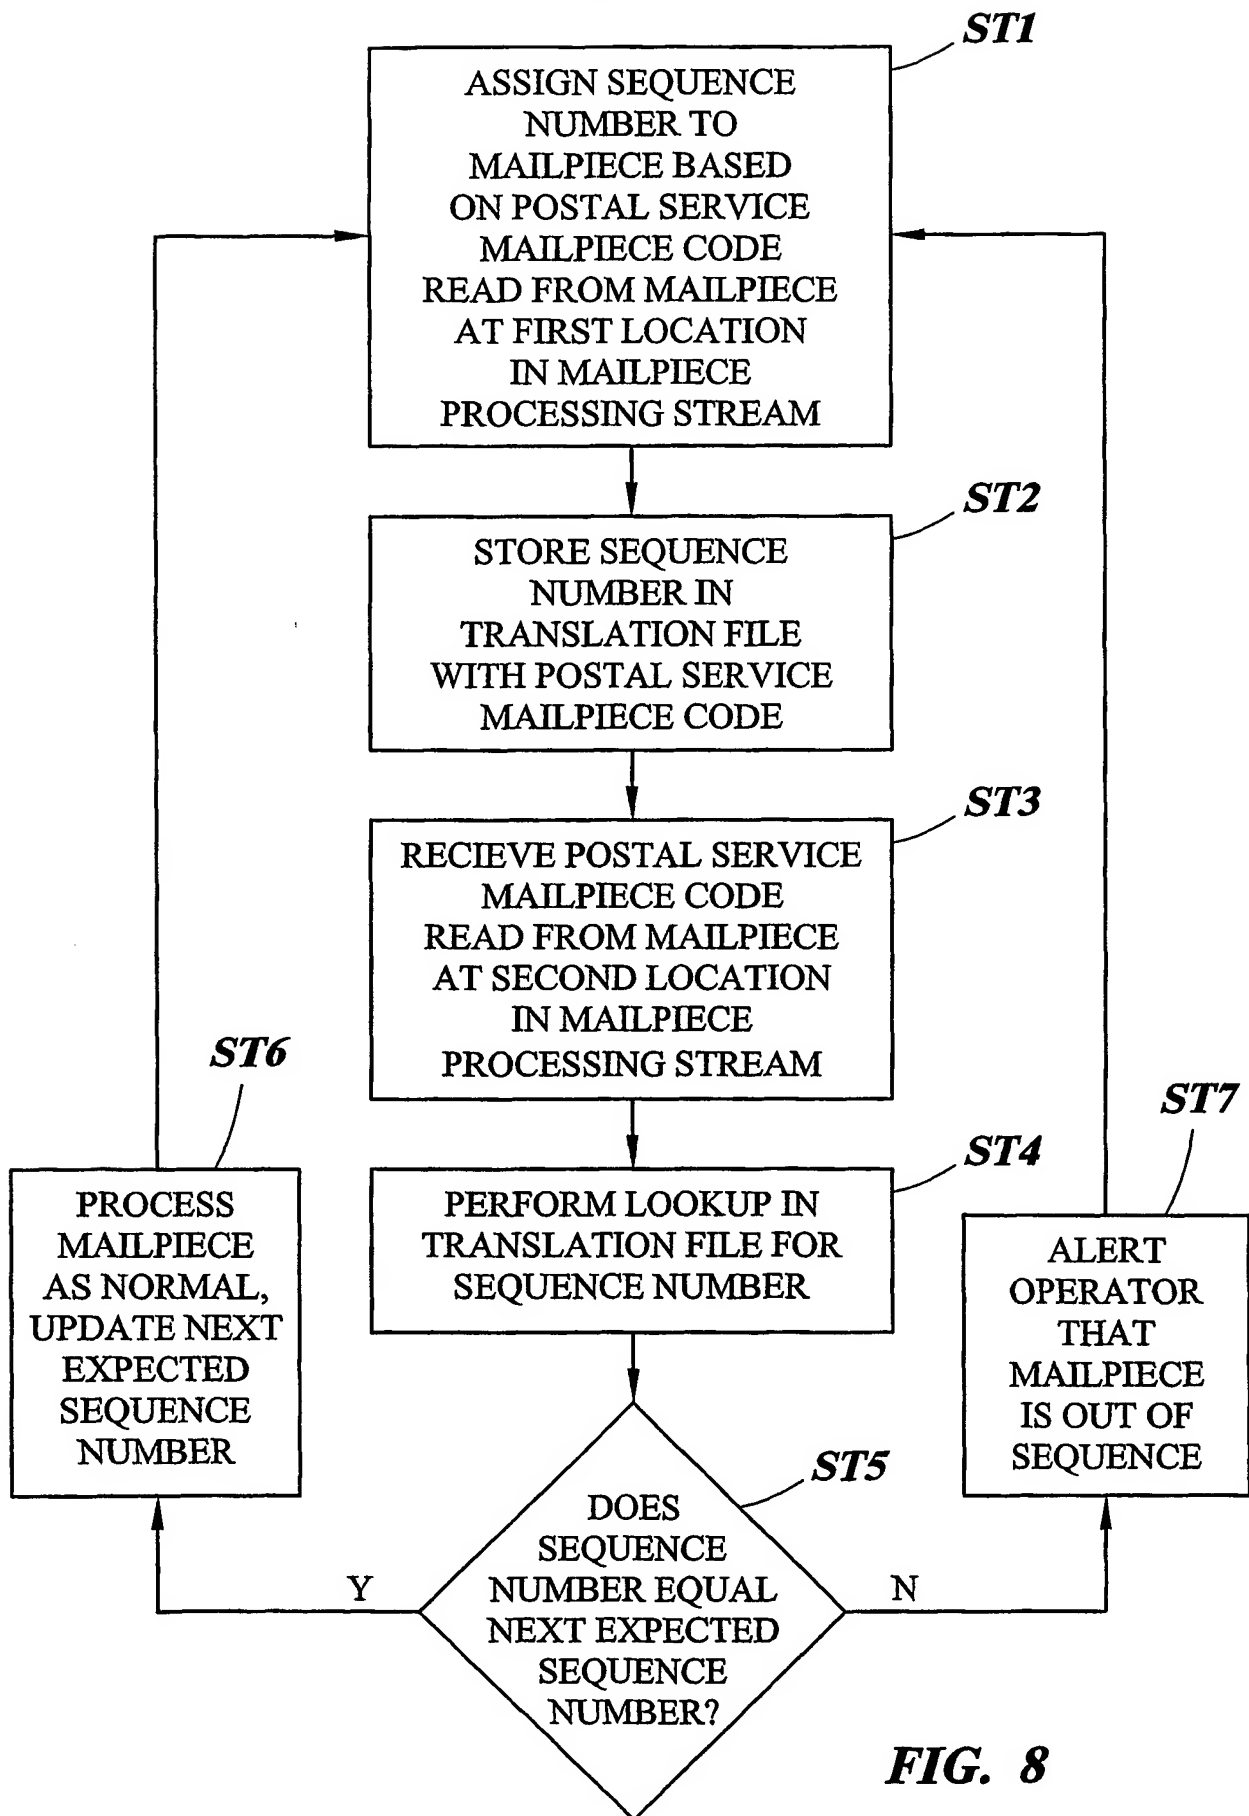 ST1
ASSIGN SEQUENCE
NUMBER TO
MAILPIECE BASED
ON POSTAL SERVICE
MAILPIECE CODE
READ FROM MAILPIECE
AT FIRST LOCATION
IN MAILPIECE
PROCESSING STREAM
ST2
STORE SEQUENCE
NUMBER IN
TRANSLATION FILE
WITH POSTAL SERVICE
MAILPIECE CODE
ST3
RECIEVE POSTAL SERVICE
MAILPIECE CODE
READ FROM MAILPIECE
AT SECOND LOCATION
IN MAILPIECE
PROCESSING STREAM
ST4
PERFORM LOOKUP IN
TRANSLATION FILE FOR
SEQUENCE NUMBER
ST5
DOES
SEQUENCE
NUMBER EQUAL
NEXT EXPECTED
SEQUENCE
NUMBER?
Y
N
ST6
PROCESS
MAILPIECE
AS NORMAL,
UPDATE NEXT
EXPECTED
SEQUENCE
NUMBER
ST7
ALERT
OPERATOR
THAT
MAILPIECE
IS OUT OF
SEQUENCE
FIG. 8